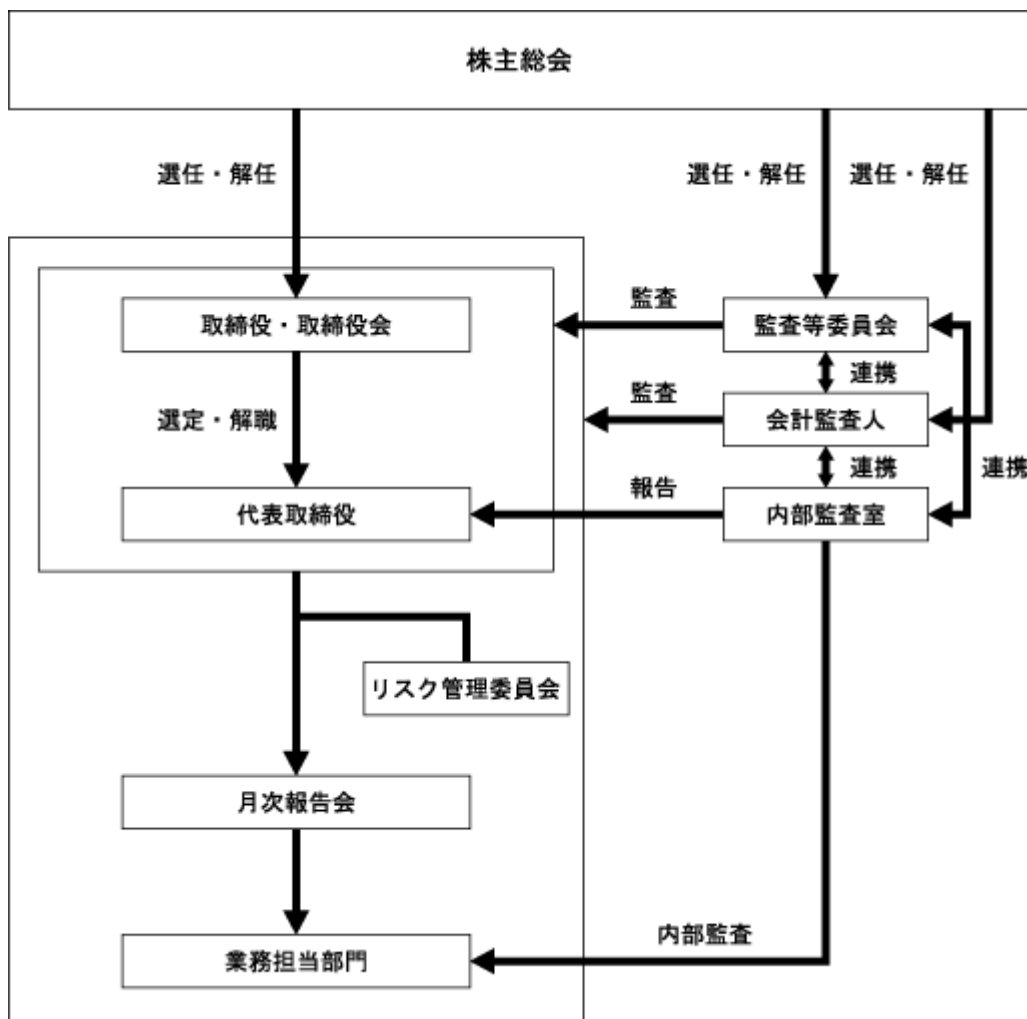 株主総会
選任・解任
選任・解任
選任・解任
取締役・取締役会
監査
監査等委員会
連携
選定・解職
監査
会計監査人
連携
連携
代表取締役
報告
内部監査室
リスク管理委員会
月次報告会
業務担当部門
内部監査